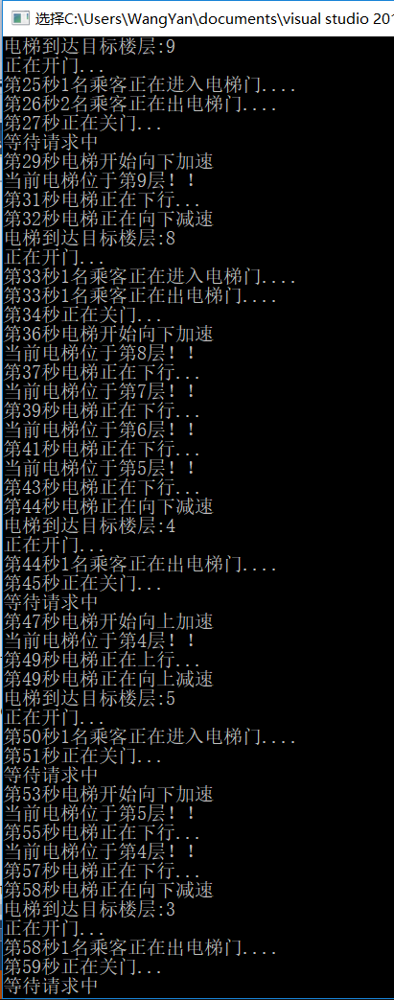 选择C:\Users\WangYan\documents\visual studio 201
电梯到达目标楼层:9
正在开门...
第25秒1名乘客正在进入电梯门....
第26秒2名乘客正在出电梯门....
第27秒正在关门...
等待请求中
第29秒电梯开始向下加速
当前电梯位于第9层！！
第31秒电梯正在下行...
第32秒电梯正在向下减速
电梯到达目标楼层:8
正在开门...
第33秒1名乘客正在进入电梯门....
第33秒1名乘客正在出电梯门....
第34秒正在关门...
第36秒电梯开始向下加速
当前电梯位于第8层！！
第37秒电梯正在下行...
当前电梯位于第7层！！
第39秒电梯正在下行...
当前电梯位于第6层！！
第41秒电梯正在下行...
当前电梯位于第5层！！
第43秒电梯正在下行...
第44秒电梯正在向下减速
电梯到达目标楼层:4
正在开门...
第44秒1名乘客正在出电梯门....
第45秒正在关门...
等待请求中
第47秒电梯开始向上加速
当前电梯位于第4层！！
第49秒电梯正在上行...
第49秒电梯正在向上减速
电梯到达目标楼层:5
正在开门...
第50秒1名乘客正在进入电梯门....
第51秒正在关门...
等待请求中
第53秒电梯开始向下加速
当前电梯位于第5层！！
第55秒电梯正在下行...
当前电梯位于第4层！！
第57秒电梯正在下行...
第58秒电梯正在向下减速
电梯到达目标楼层:3
正在开门...
第58秒1名乘客正在出电梯门....
第59秒正在关门...
等待请求中